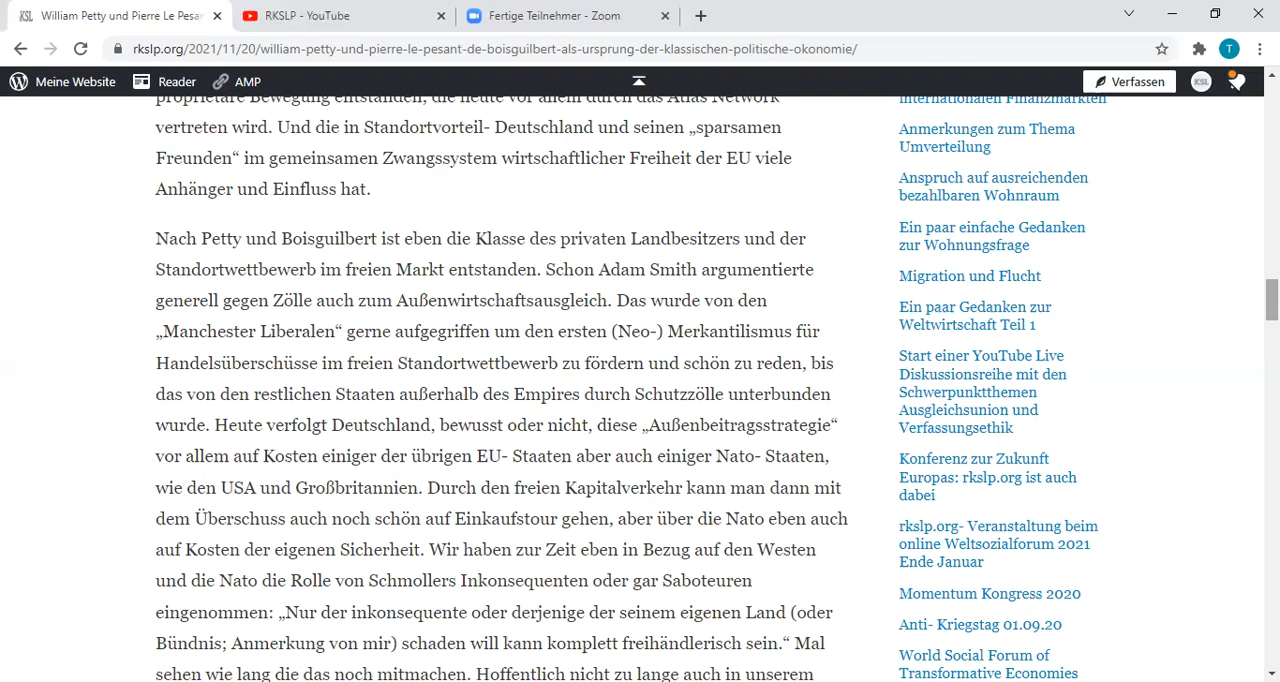 KSL William Petty und Pierre Le Pesa
RKSLP - YouTube
Fertige Teilnehmer - Zoom
rkslp.org/2021/11/20/william-petty-und-pierre-le-pesant-de-boisguilbert-als-ursprung-der-klassischen-politische-okonomie/
T
Meine Website
Reader
AMP
Verfassen
KSL
proprietäre Bewegung entstanden, die heute vor allem durch das Atlas Network
vertreten wird. Und die in Standortvorteil- Deutschland und seinen „sparsamen
Freunden“ im gemeinsamen Zwangssystem wirtschaftlicher Freiheit der EU viele
Anhänger und Einfluss hat.
Nach Petty und Boisguilbert ist eben die Klasse des privaten Landbesitzers und der
Standortwettbewerb im freien Markt entstanden. Schon Adam Smith argumentierte
generell gegen Zölle auch zum Außenwirtschaftsausgleich. Das wurde von den
„Manchester Liberalen“ gerne aufgegriffen um den ersten (Neo-) Merkantilismus für
Handelsüberschüsse im freien Standortwettbewerb zu fördern und schön zu reden, bis
das von den restlichen Staaten außerhalb des Empires durch Schutzzölle unterbunden
wurde. Heute verfolgt Deutschland, bewusst oder nicht, diese „Außenbeitragsstrategie“
vor allem auf Kosten einiger der übrigen EU- Staaten aber auch einiger Nato- Staaten,
wie den USA und Großbritannien. Durch den freien Kapitalverkehr kann man dann mit
dem Überschuss auch noch schön auf Einkaufstour gehen, aber über die Nato eben auch
auf Kosten der eigenen Sicherheit. Wir haben zur Zeit eben in Bezug auf den Westen
und die Nato die Rolle von Schmollers Inkonsequenten oder gar Saboteuren
eingenommen: „Nur der inkonsequente oder derjenige der seinem eigenen Land (oder
Bündnis; Anmerkung von mir) schaden will kann komplett freihändlerisch sein.“ Mal
sehen wie lang die das noch mitmachen. Hoffentlich nicht zu lange auch in unserem
internationalen Finanzmärkten
Anmerkungen zum Thema
Umverteilung
Anspruch auf ausreichenden
bezahlbaren Wohnraum
Ein paar einfache Gedanken
zur Wohnungsfrage
Migration und Flucht
Ein paar Gedanken zur
Weltwirtschaft Teil 1
Start einer YouTube Live
Diskussionsreihe mit den
Schwerpunktthemen
Ausgleichsunion und
Verfassungsethik
Konferenz zur Zukunft
Europas: rkslp.org ist auch
dabei
rkslp.org- Veranstaltung beim
online Weltsozialforum 2021
Ende Januar
Momentum Kongress 2020
Anti- Kriegstag 01.09.20
World Social Forum of
Transformative Economies